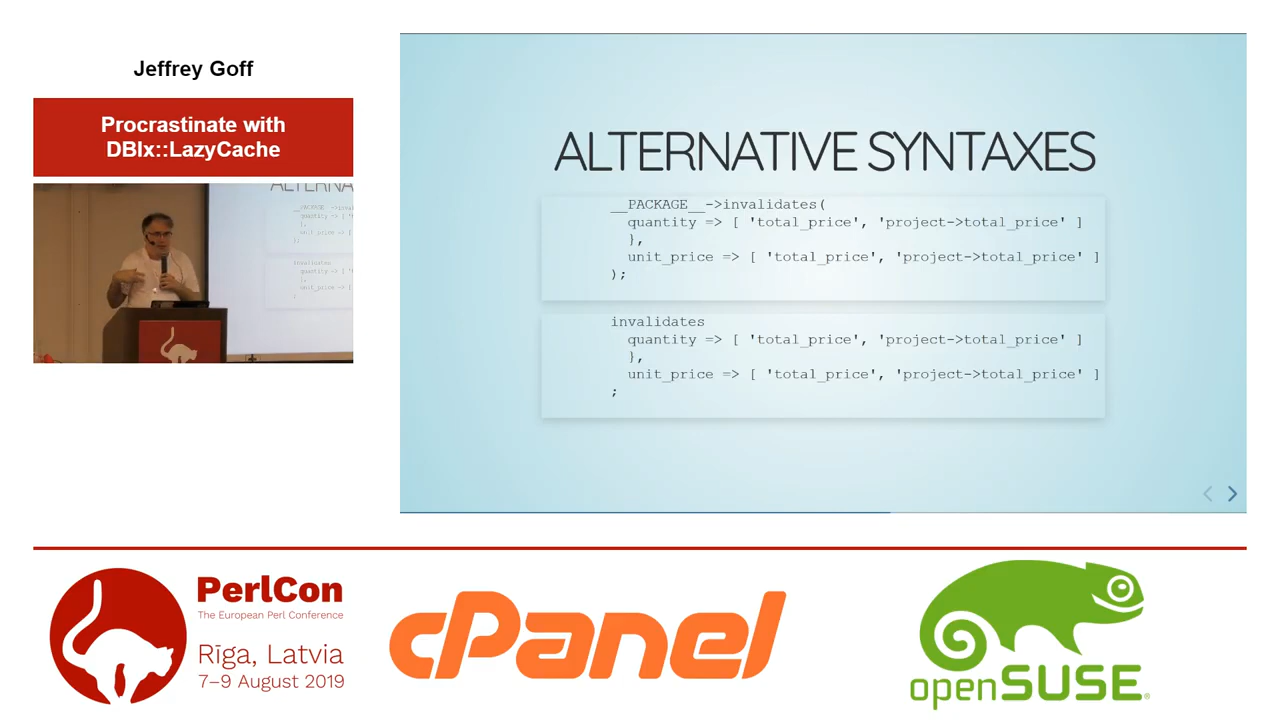 Jeffrey Goff
Procrastinate with
DBIx::LazyCache
ALTERNATIVE SYNTAXES
__PACKAGE__->invalidates(
quantity => [ 'total_price', 'project->total_price' ]
},
unit_price => [ 'total_price', 'project->total_price' ]
);
invalidates
quantity => [ 'total_price', 'project->total_price' ]
},
unit_price => [ 'total_price', 'project->total_price' ]
;
PerlCon
The European Perl Conference
Rīga, Latvia
7–9 August 2019
cPanel
openSUSE